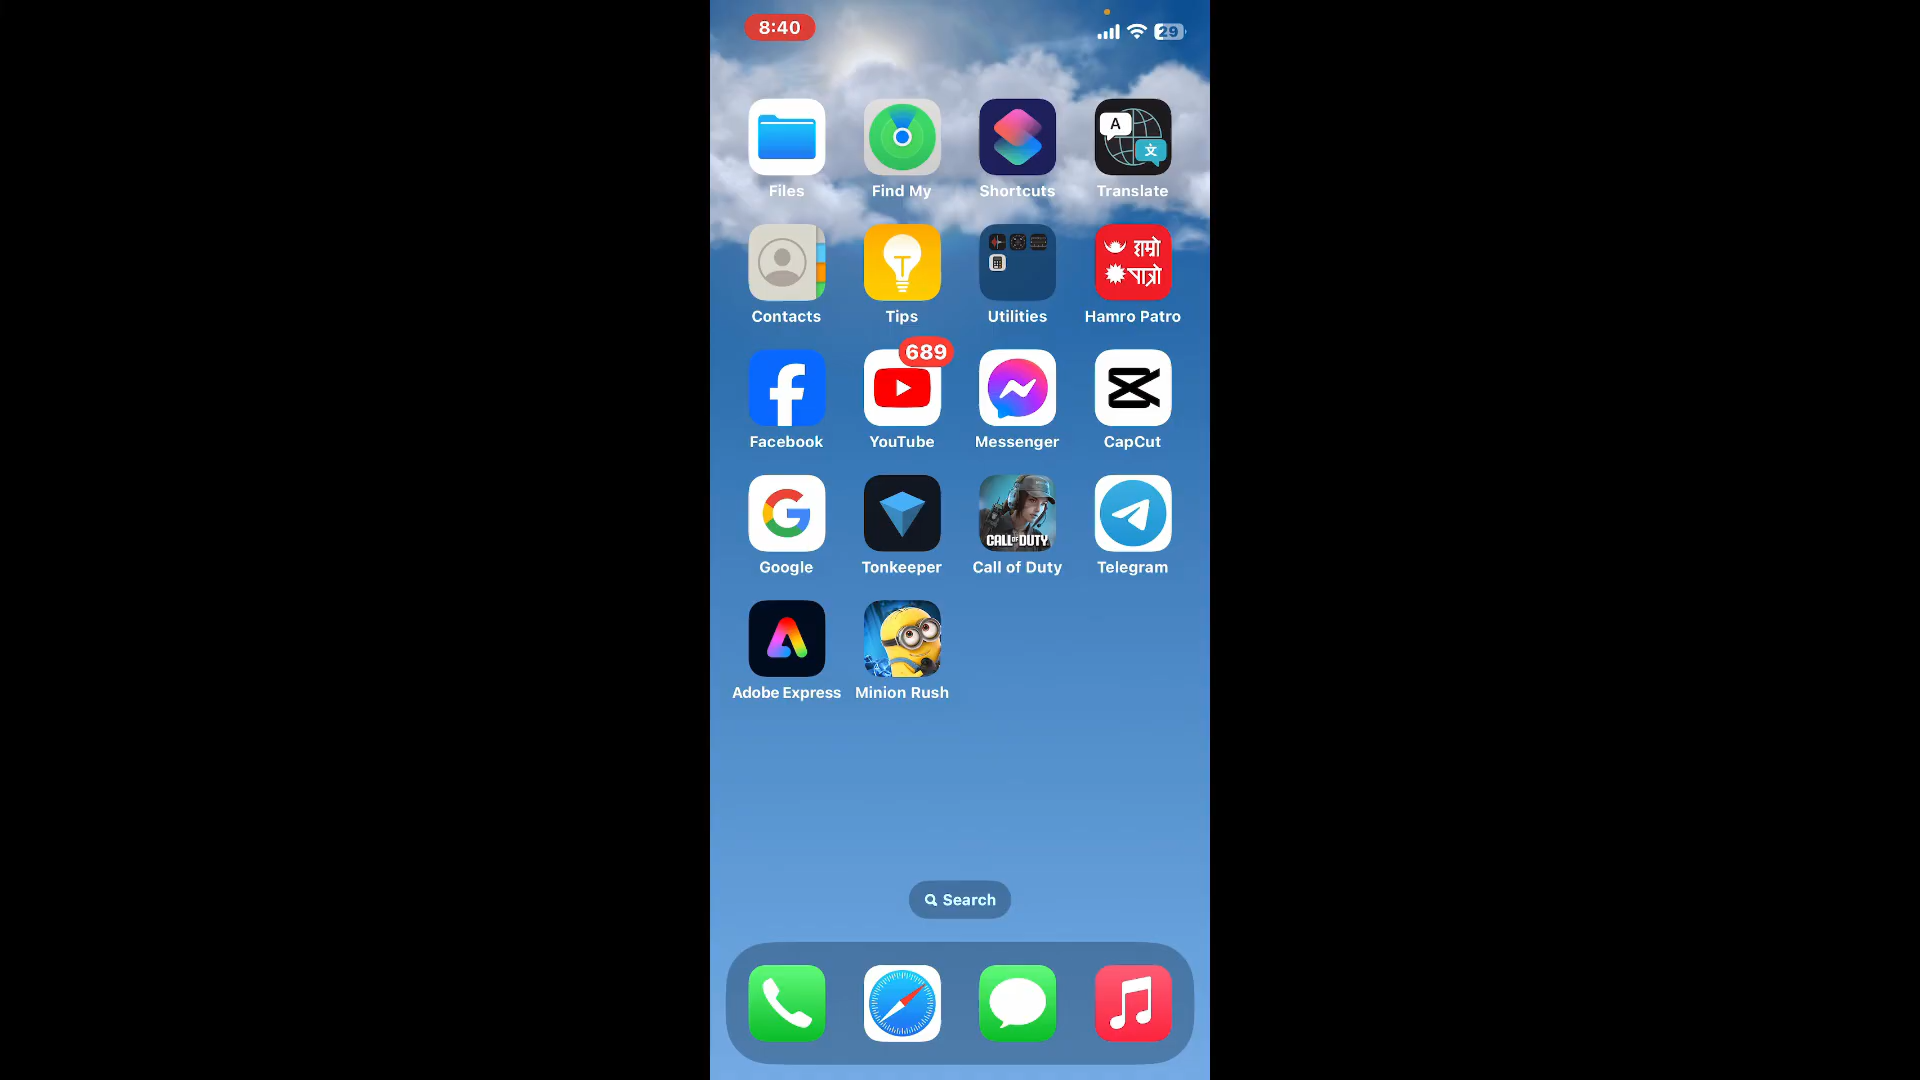 8:40
29
A
文
Files
Find My
Shortcuts
Translate
हाम्रो
पात्रो
Contacts
Tips
Utilities
Hamro Patro
689
Facebook
YouTube
Messenger
CapCut
CALL OF DUTY
Google
Tonkeeper
Call of Duty
Telegram
Adobe Express
Minion Rush
Search